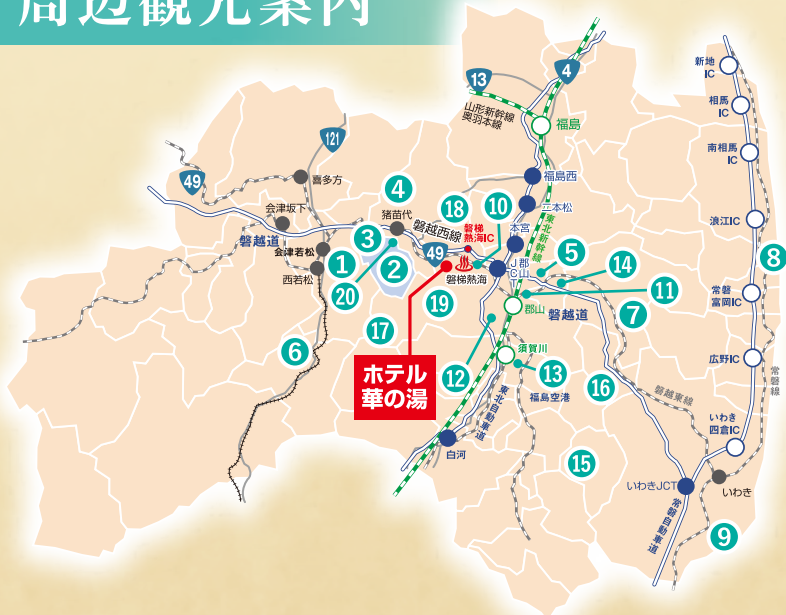 周辺観光案内
13
4
山形新幹線
奥羽本線
福島
新地
IC
相馬
IC
南相馬
IC
浪江IC
常磐
富岡IC
広野IC
いわき
四倉IC
121
49
喜多方
会津坂下
磐越道
会津若松
西若松
猪苗代
磐越西線
49
磐梯
熱海IC
磐梯熱海
福島西
二本松
本宮
東北新幹線
郡山
JCT
郡山
磐越道
須賀川
福島空港
東北自動車道
白河
磐越東線
常磐線
いわきJCT
いわき
常磐自動車道
ホテル
華の湯
1
2
3
4
5
6
7
8
9
10
11
12
13
14
15
16
17
18
19
20